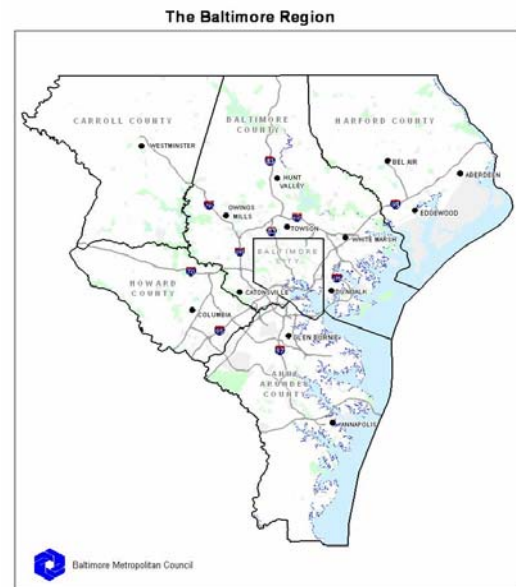 The Baltimore Region
CARROLL COUNTY
BALTIMORE
COUNTY
HARFORD COUNTY
WESTMINSTER
BEL AIR
ABERDEEN
HUNT
VALLEY
OWINGS
MILLS
TOWSON
EDGEWOOD
WHITE MARSH
BALTIMORE
CITY
HOWARD
COUNTY
CATONSVILLE
DUNDALK
COLUMBIA
GLEN BURNIE
ANNE
ARUNDEL
COUNTY
ANNAPOLIS
Baltimore Metropolitan Council